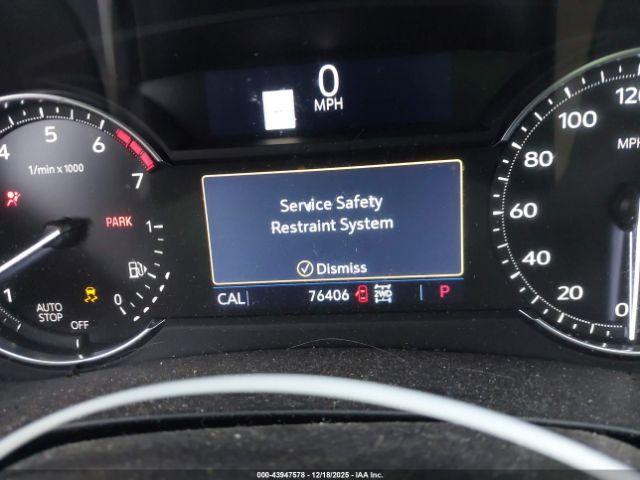 0
MPH
4 5 6 7
1/min x 1000
PARK
1
0
1
AUTO
STOP
OFF
Service Safety
Restraint System
Dismiss
CAL 76406 2WD P
120
100
MPH
80
60
40
20
0
000-43947578 - 12/18/2025 - IAA Inc.